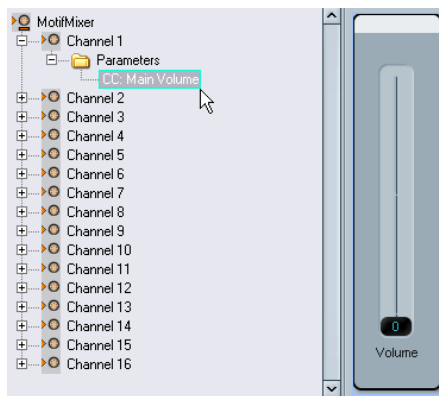 MotifMixer
Channel 1
Parameters
CC: Main Volume
Channel 2
Channel 3
Channel 4
Channel 5
Channel 6
Channel 7
Channel 8
Channel 9
Channel 10
Channel 11
Channel 12
Channel 13
Channel 14
Channel 15
Channel 16
0
Volume